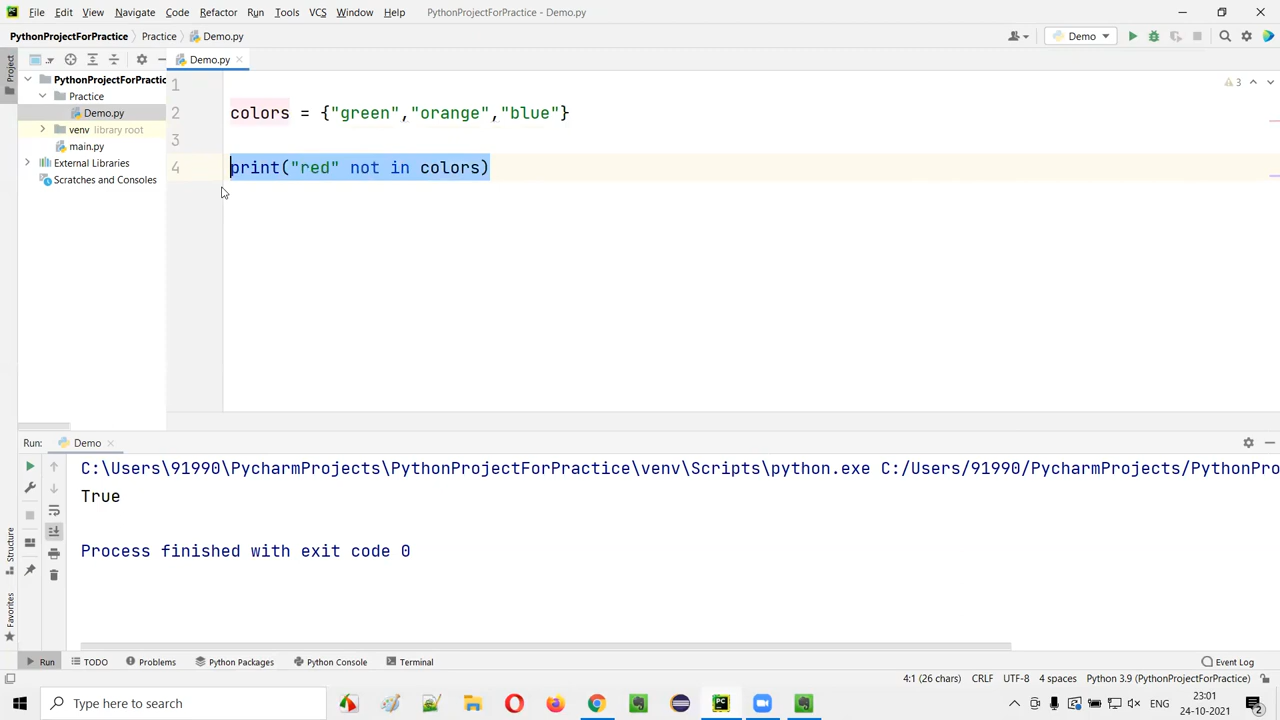 File Edit View Navigate Code Refactor Run Tools VCS Window Help PythonProjectForPractice - Demo.py
PythonProjectForPractice Practice Demo.py Demo
Project
Demo.py
PythonProjectForPractic
Practice
Demo.py
venv library root
main.py
External Libraries
Scratches and Consoles
3
1
2 colors = {"green","orange","blue"}
3
4 print("red" not in colors)
Run: Demo
C:\Users\91990\PycharmProjects\PythonProjectForPractice\venv\Scripts\python.exe C:/Users/91990/PycharmProjects/PythonPro
True
Process finished with exit code 0
Structure
Favorites
Run TODO Problems Python Packages Python Console Terminal Event Log
4:1 (26 chars) CRLF UTF-8 4 spaces Python 3.9 (PythonProjectForPractice)
Type here to search
ENG
23:01
24-10-2021
2